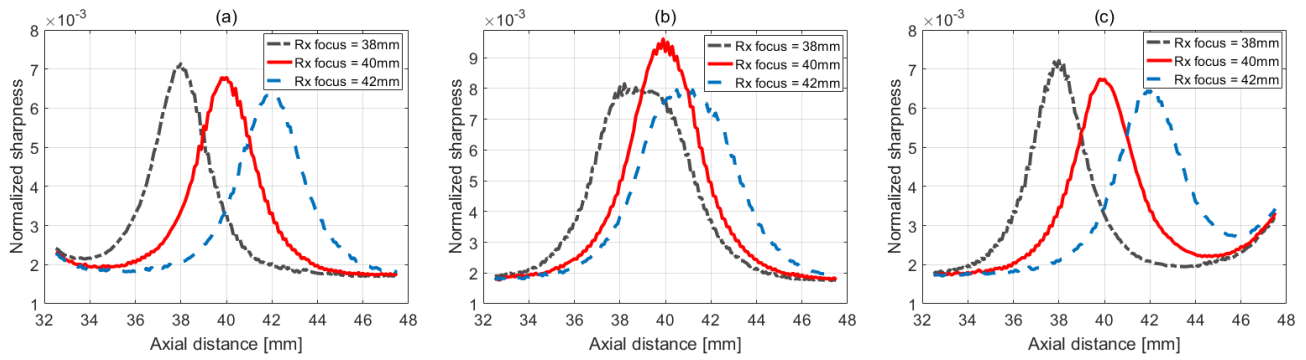 (a)
×10⁻³
Normalized sharpness
8
7
6
5
4
3
2
1
32 34 36 38 40 42 44 46 48
Axial distance [mm]
Rx focus = 38mm
Rx focus = 40mm
Rx focus = 42mm
(b)
×10⁻³
Normalized sharpness
9
8
7
6
5
4
3
2
1
32 34 36 38 40 42 44 46 48
Axial distance [mm]
Rx focus = 38mm
Rx focus = 40mm
Rx focus = 42mm
(c)
×10⁻³
Normalized sharpness
8
7
6
5
4
3
2
1
32 34 36 38 40 42 44 46 48
Axial distance [mm]
Rx focus = 38mm
Rx focus = 40mm
Rx focus = 42mm